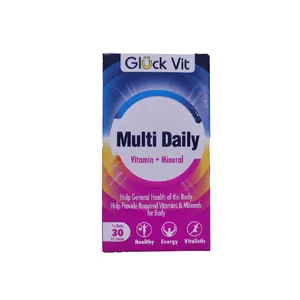 Glück Vit
Multi Daily
Vitamin + Mineral
Help General Health of the Body
Help Provide Required Vitamins & Minerals
for Body
30
Healthy
Energy